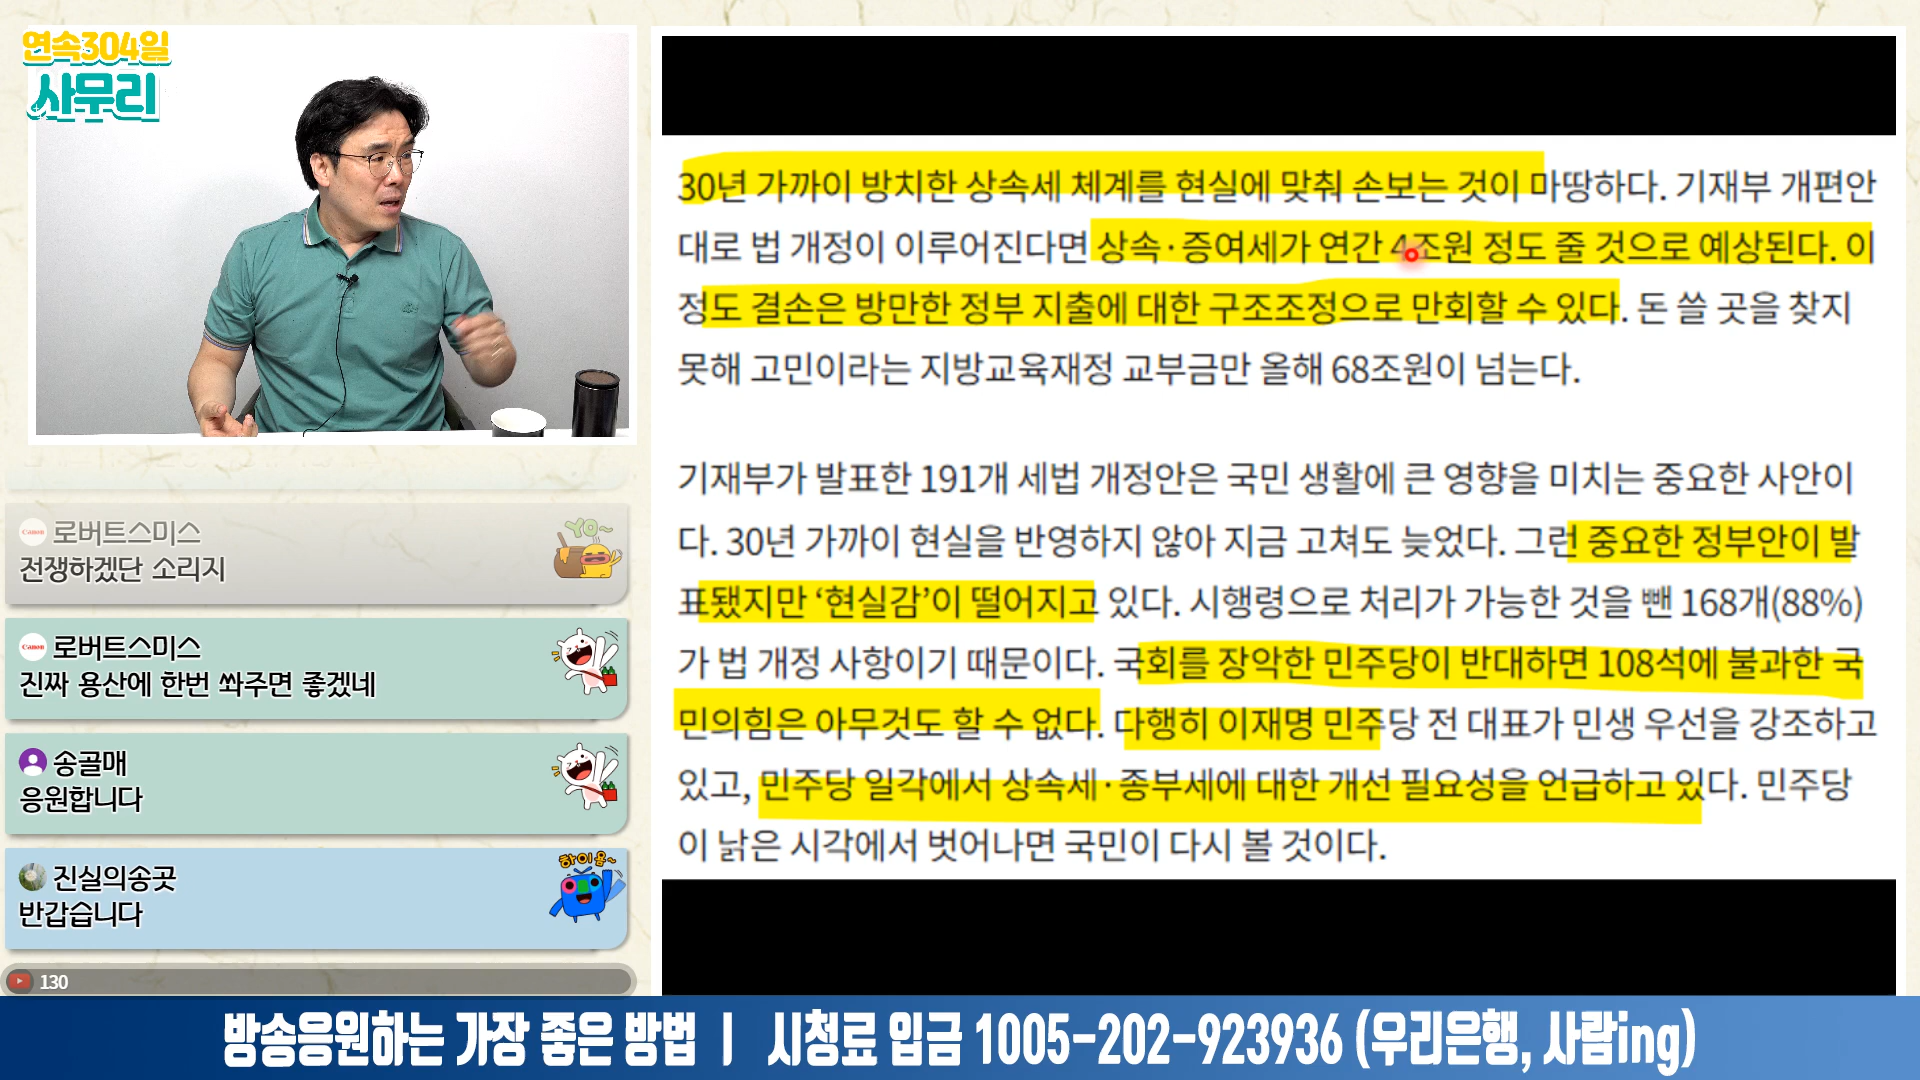 연속304일
사무리
30년 가까이 방치한 상속세 체계를 현실에 맞춰 손보는 것이 마땅하다. 기재부 개편안
대로 법 개정이 이루어진다면 상속·증여세가 연간 4조원 정도 줄 것으로 예상된다. 이
정도 결손은 방만한 정부 지출에 대한 구조조정으로 만회할 수 있다. 돈 쓸 곳을 찾지
못해 고민이라는 지방교육재정 교부금만 올해 68조원이 넘는다.
기재부가 발표한 191개 세법 개정안은 국민 생활에 큰 영향을 미치는 중요한 사안이
다. 30년 가까이 현실을 반영하지 않아 지금 고쳐도 늦었다. 그런 중요한 정부안이 발
표됐지만 ‘현실감’이 떨어지고 있다. 시행령으로 처리가 가능한 것을 뺀 168개(88%)
가 법 개정 사항이기 때문이다. 국회를 장악한 민주당이 반대하면 108석에 불과한 국
민의힘은 아무것도 할 수 없다. 다행히 이재명 민주당 전 대표가 민생 우선을 강조하고
있고, 민주당 일각에서 상속세·종부세에 대한 개선 필요성을 언급하고 있다. 민주당
이 낡은 시각에서 벗어나면 국민이 다시 볼 것이다.
Canon 로버트스미스
전쟁하겠단 소리지
YO~
Canon 로버트스미스
진짜 용산에 한번 쏴주면 좋겠네
송골매
응원합니다
진실의송곳
반갑습니다
하이욤~
130
방송응원하는 가장 좋은 방법 | 시청료 입금 1005-202-923936 (우리은행, 사람ing)